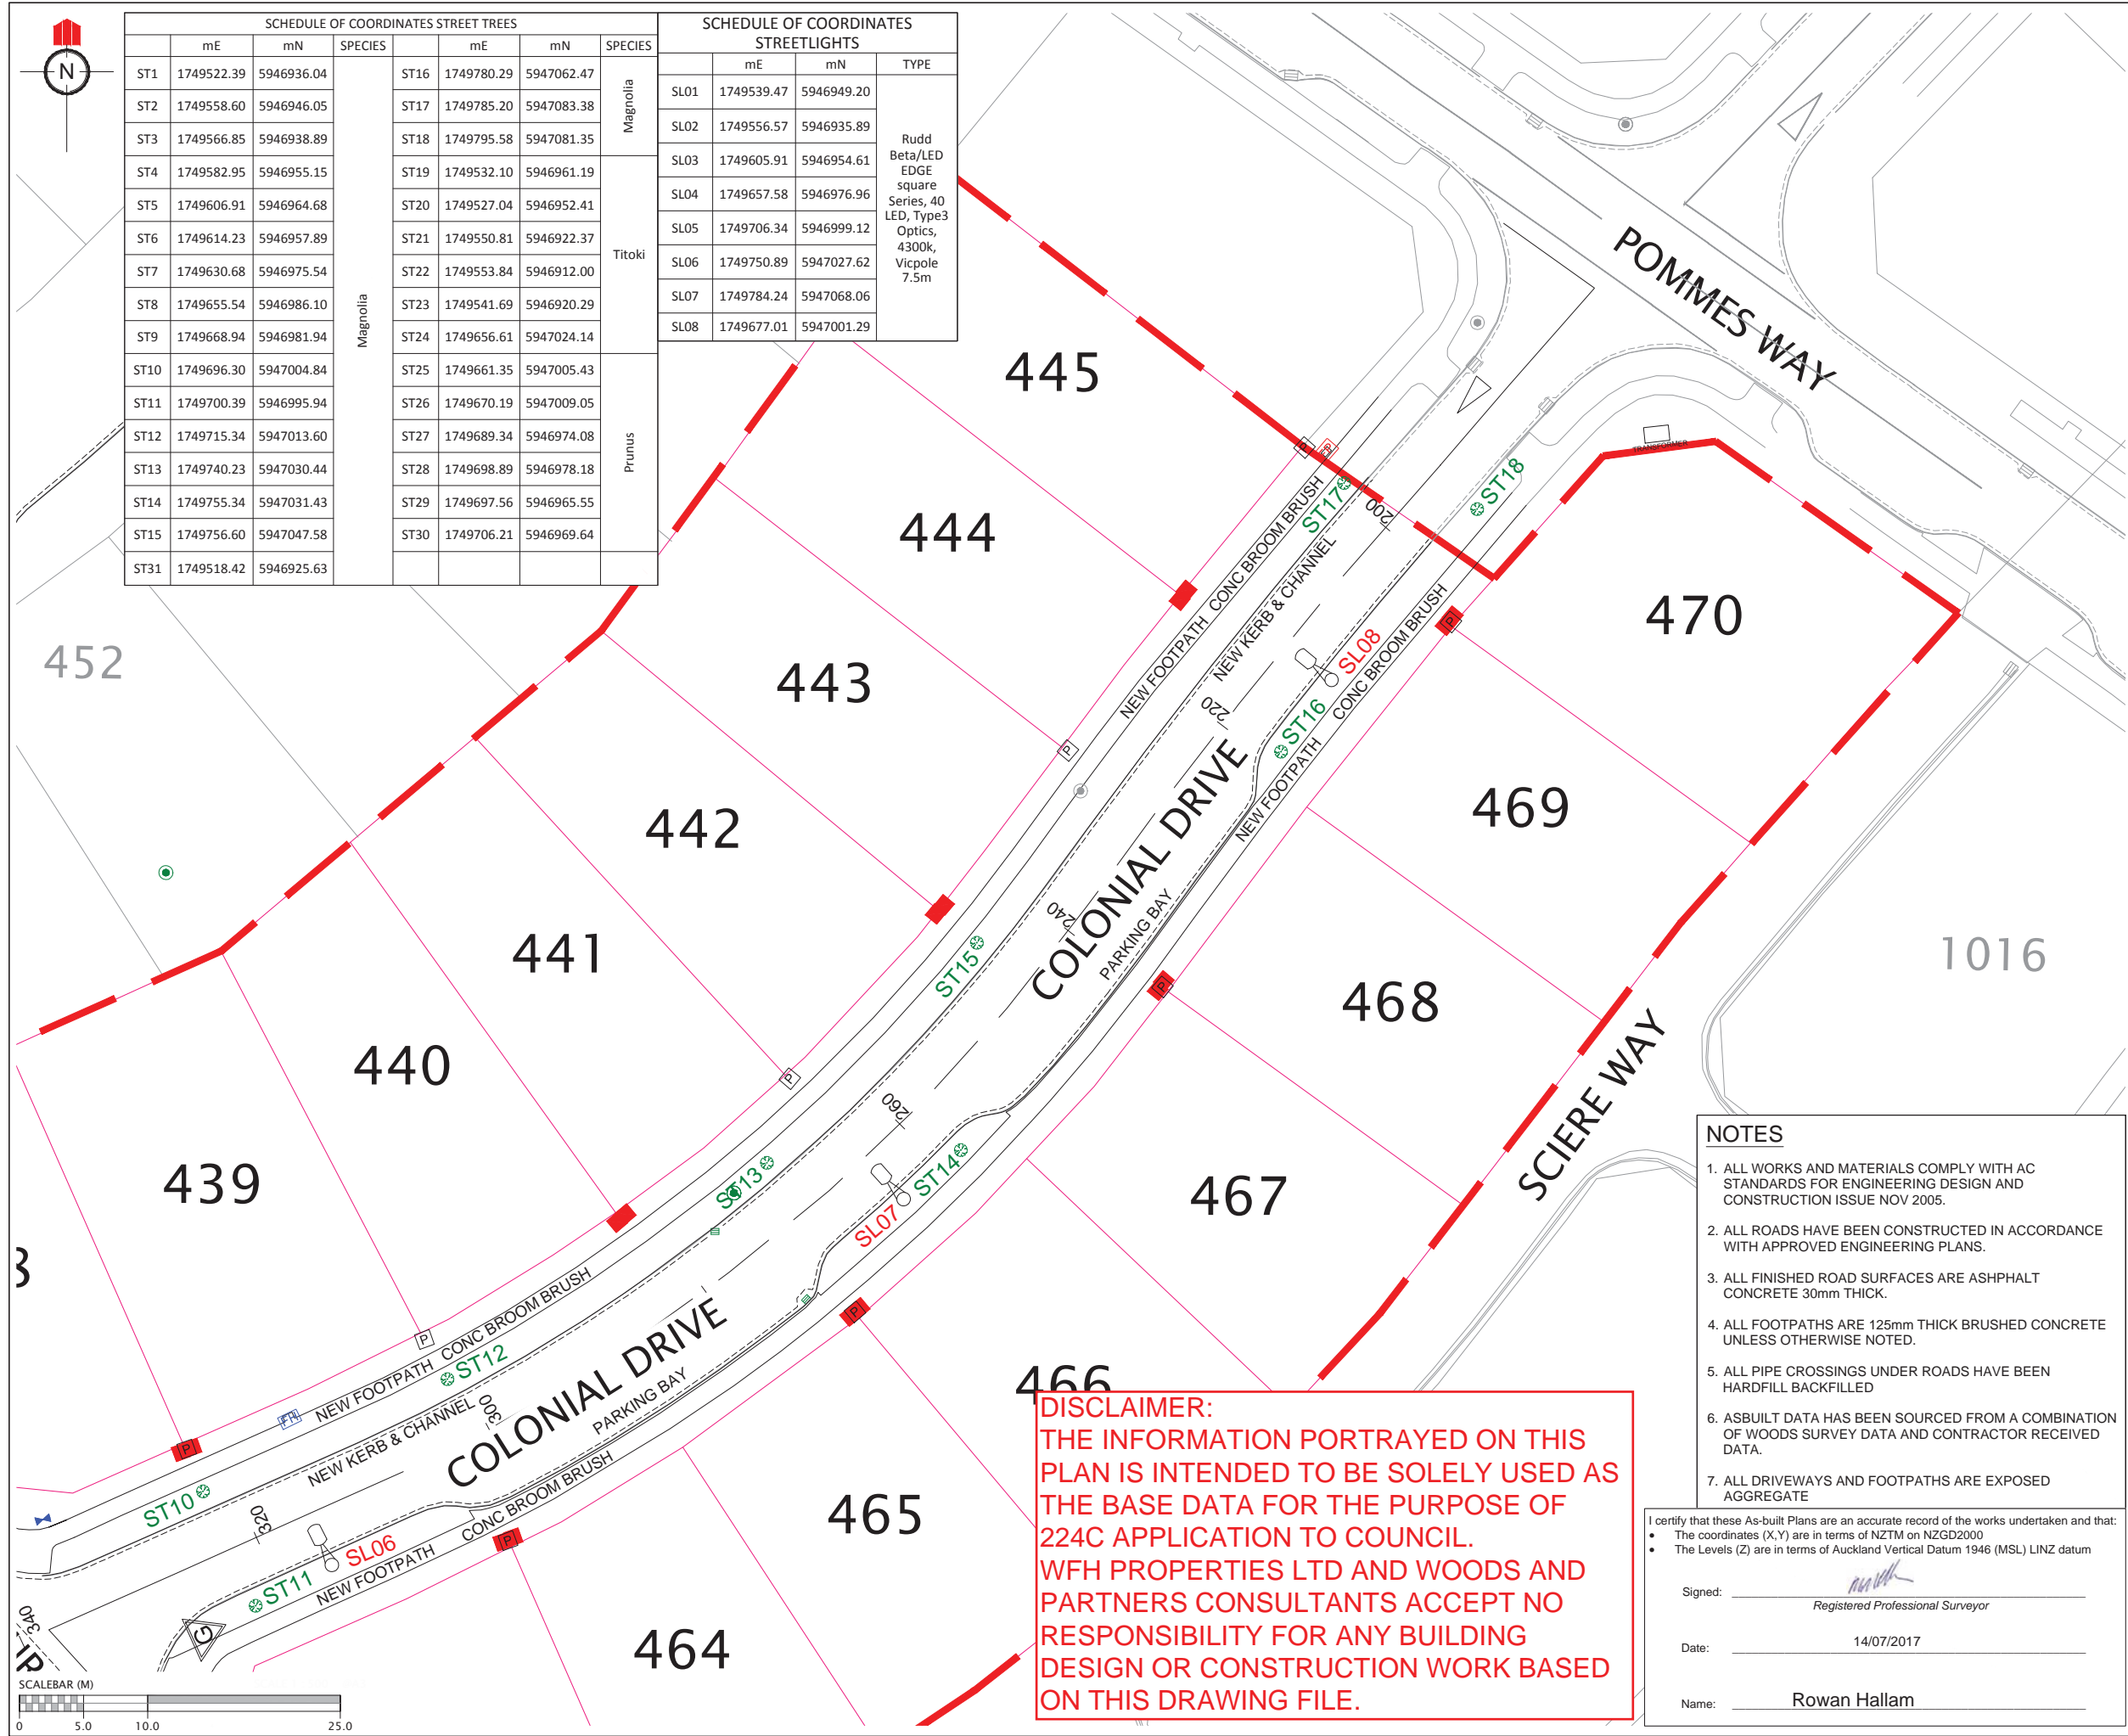 N
SCHEDULE OF COORDINATES STREET TREES
mE mN SPECIES mE mN SPECIES
ST1 1749522.39 5946936.04 ST16 1749780.29 5947062.47
ST2 1749558.60 5946946.05 ST17 1749785.20 5947083.38
ST3 1749566.85 5946938.89 ST18 1749795.58 5947081.35
ST4 1749582.95 5946955.15 ST19 1749532.10 5946961.19
ST5 1749606.91 5946964.68 ST20 1749527.04 5946952.41
ST6 1749614.23 5946957.89 ST21 1749550.81 5946922.37
ST7 1749630.68 5946975.54 ST22 1749553.84 5946912.00
ST8 1749655.54 5946986.10 ST23 1749541.69 5946920.29
ST9 1749668.94 5946981.94 ST24 1749656.61 5947024.14
ST10 1749696.30 5947004.84 ST25 1749661.35 5947005.43
ST11 1749700.39 5946995.94 ST26 1749670.19 5947009.05
ST12 1749715.34 5947013.60 ST27 1749689.34 5946974.08
ST13 1749740.23 5947030.44 ST28 1749698.89 5946978.18
ST14 1749755.34 5947031.43 ST29 1749697.56 5946965.55
ST15 1749756.60 5947047.58 ST30 1749706.21 5946969.64
ST31 1749518.42 5946925.63
Magnolia
Magnolia
Titoki
Prunus
SCHEDULE OF COORDINATES
STREETLIGHTS
mE mN TYPE
SL01 1749539.47 5946949.20
SL02 1749556.57 5946935.89
SL03 1749605.91 5946954.61
SL04 1749657.58 5946976.96
SL05 1749706.34 5946999.12
SL06 1749750.89 5947027.62
SL07 1749784.24 5947068.06
SL08 1749677.01 5947001.29
Rudd
Beta/LED
EDGE
square
Series, 40
LED, Type3
Optics,
4300k,
Vicpole
7.5m
POMMES WAY
445
TRANSFORMER
P
P
ST18
ST17
200
444
NEW FOOTPATH CONC BROOM BRUSH
NEW KERB & CHANNEL
470
P
452
443
SL08
220
ST16
NEW FOOTPATH CONC BROOM BRUSH
P
COLONIAL DRIVE
469
442
240
PARKING BAY
ST15
441
1016
P
468
440
P
260
SCIERE WAY
ST14
ST13
439
467
SL07
P
NEW FOOTPATH CONC BROOM BRUSH
P
ST12
COLONIAL DRIVE
PARKING BAY
300
466
FH
NEW KERB & CHANNEL
P
ST10
320
465
NEW FOOTPATH CONC BROOM BRUSH
P
SL06
ST11
G
340
464
NOTES
1. ALL WORKS AND MATERIALS COMPLY WITH AC
STANDARDS FOR ENGINEERING DESIGN AND
CONSTRUCTION ISSUE NOV 2005.
2. ALL ROADS HAVE BEEN CONSTRUCTED IN ACCORDANCE
WITH APPROVED ENGINEERING PLANS.
3. ALL FINISHED ROAD SURFACES ARE ASHPHALT
CONCRETE 30mm THICK.
4. ALL FOOTPATHS ARE 125mm THICK BRUSHED CONCRETE
UNLESS OTHERWISE NOTED.
5. ALL PIPE CROSSINGS UNDER ROADS HAVE BEEN
HARDFILL BACKFILLED
6. ASBUILT DATA HAS BEEN SOURCED FROM A COMBINATION
OF WOODS SURVEY DATA AND CONTRACTOR RECEIVED
DATA.
7. ALL DRIVEWAYS AND FOOTPATHS ARE EXPOSED
AGGREGATE
DISCLAIMER:
THE INFORMATION PORTRAYED ON THIS
PLAN IS INTENDED TO BE SOLELY USED AS
THE BASE DATA FOR THE PURPOSE OF
224C APPLICATION TO COUNCIL.
WFH PROPERTIES LTD AND WOODS AND
PARTNERS CONSULTANTS ACCEPT NO
RESPONSIBILITY FOR ANY BUILDING
DESIGN OR CONSTRUCTION WORK BASED
ON THIS DRAWING FILE.
I certify that these As-built Plans are an accurate record of the works undertaken and that:
• The coordinates (X,Y) are in terms of NZTM on NZGD2000
• The Levels (Z) are in terms of Auckland Vertical Datum 1946 (MSL) LINZ datum
Signed:
Registered Professional Surveyor
Date: 14/07/2017
Name: Rowan Hallam
SCALEBAR (M)
0 5.0 10.0 25.0